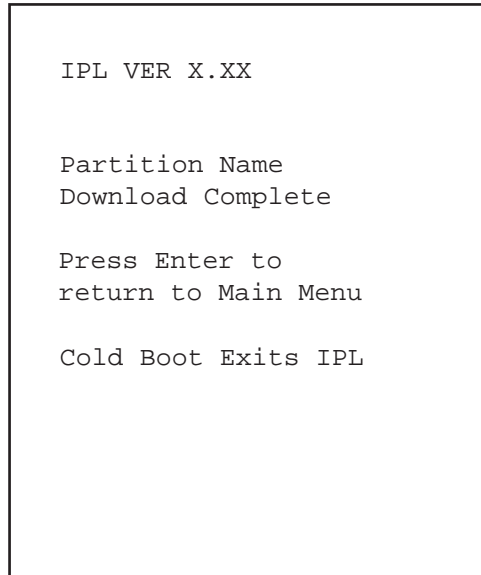 IPL VER X.XX
Partition Name
Download Complete
Press Enter to
return to Main Menu
Cold Boot Exits IPL